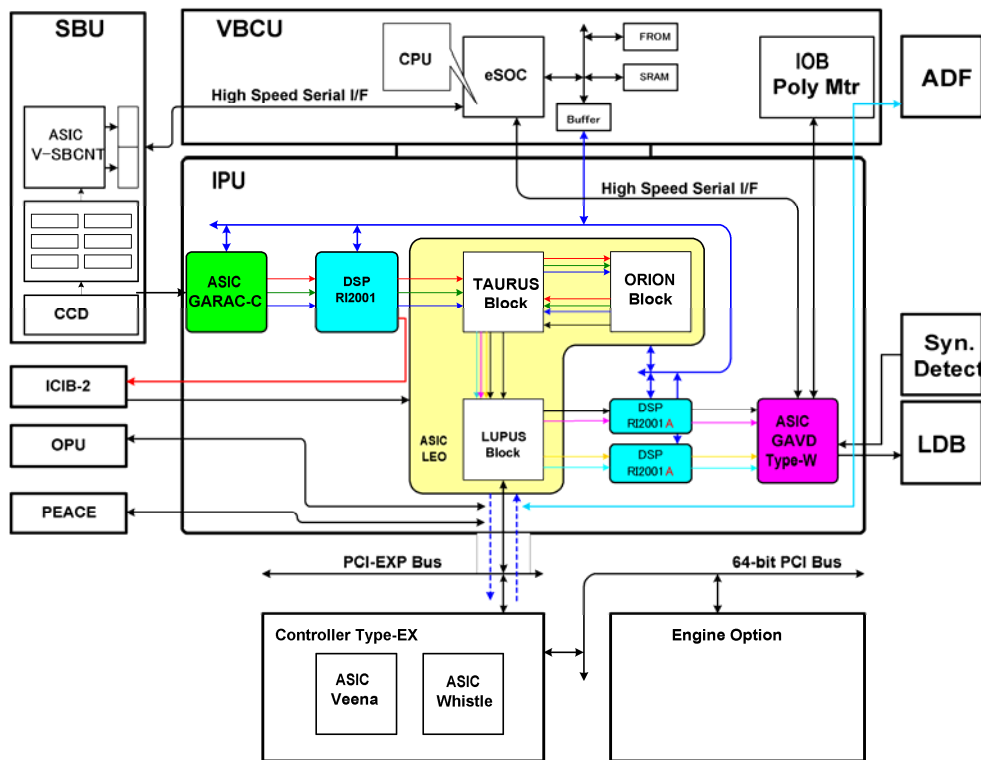 SBU
VBCU
CPU
eSOC
FROM
SRAM
Buffer
IOB
Poly Mtr
ADF
High Speed Serial I/F
ASIC
V-SBCNT
CCD
IPU
High Speed Serial I/F
ASIC
GARAC-C
DSP
RI2001
TAURUS
Block
ORION
Block
ICIB-2
OPU
PEACE
ASIC
LEO
LUPUS
Block
DSP
RI2001A
DSP
RI2001A
ASIC
GAVD
Type-W
Syn.
Detect
LDB
PCI-EXP Bus
64-bit PCI Bus
Controller Type-EX
ASIC
Veena
ASIC
Whistle
Engine Option